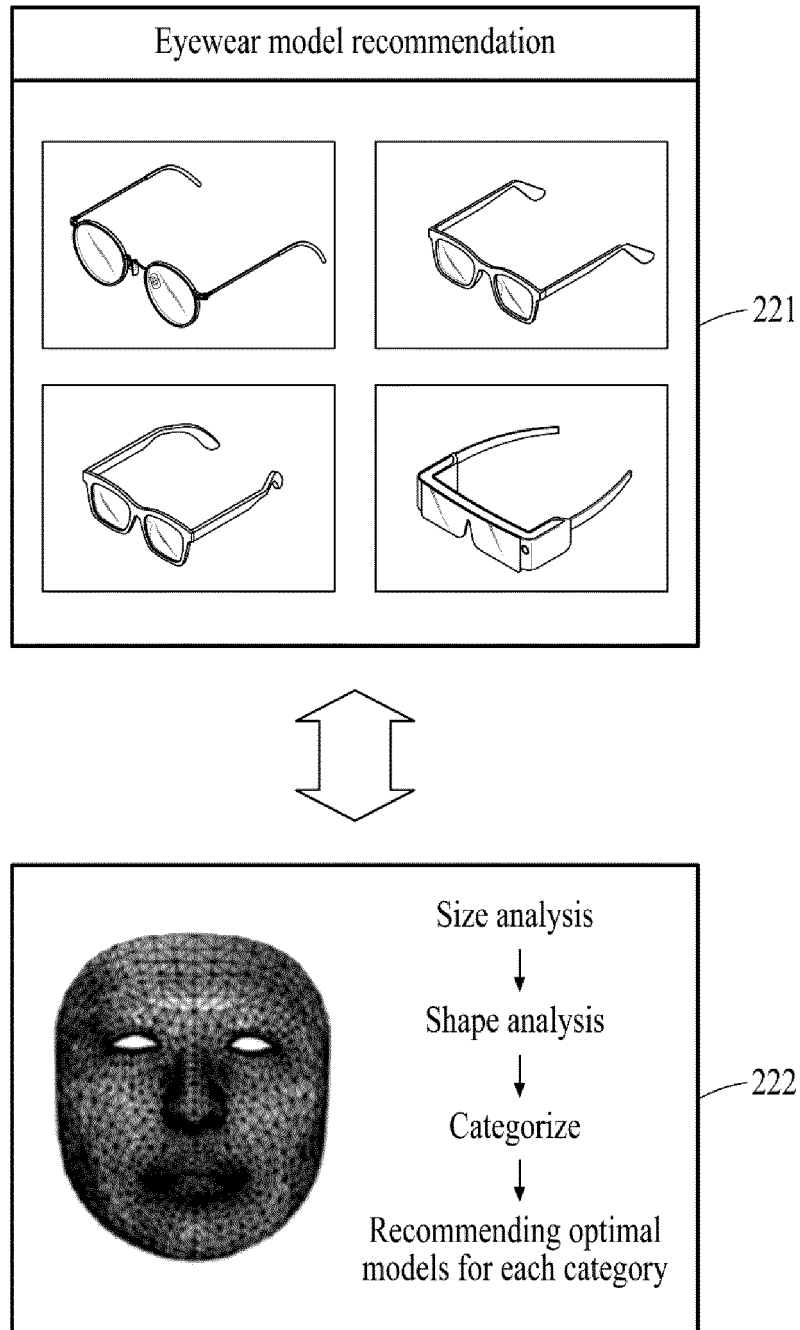 Eyewear model recommendation
221
Size analysis
Shape analysis
222
Categorize
Recommending optimal
models for each category